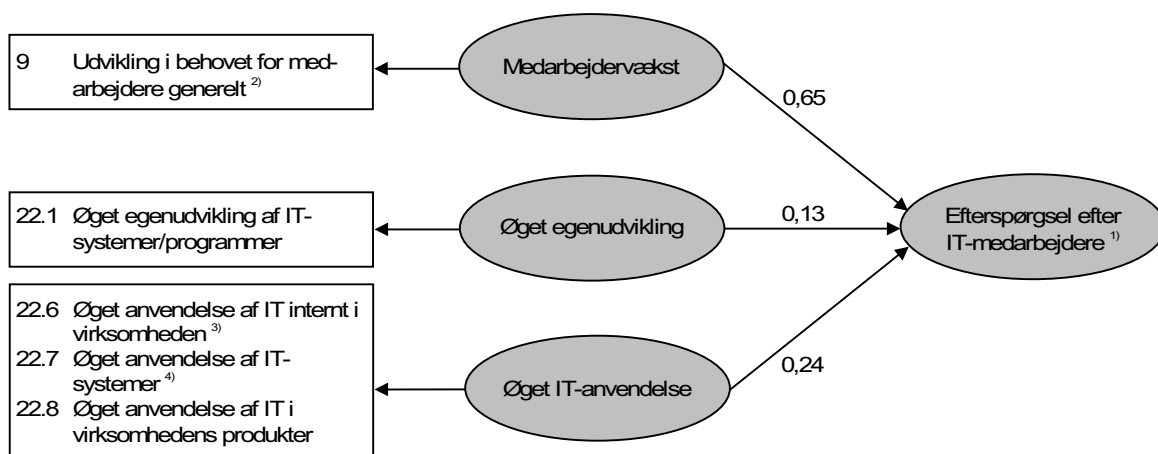 9 Udvikling i behovet for med-
arbejdere generelt 2)
Medarbejdervækst
0,65
22.1 Øget egenudvikling af IT-
systemer/programmer
Øget egenudvikling
0,13
Efterspørgsel efter
IT-medarbejdere 1)
22.6 Øget anvendelse af IT internt i
virksomheden 3)
22.7 Øget anvendelse af IT-
systemer 4)
22.8 Øget anvendelse af IT i
virksomhedens produkter
Øget IT-anvendelse
0,24